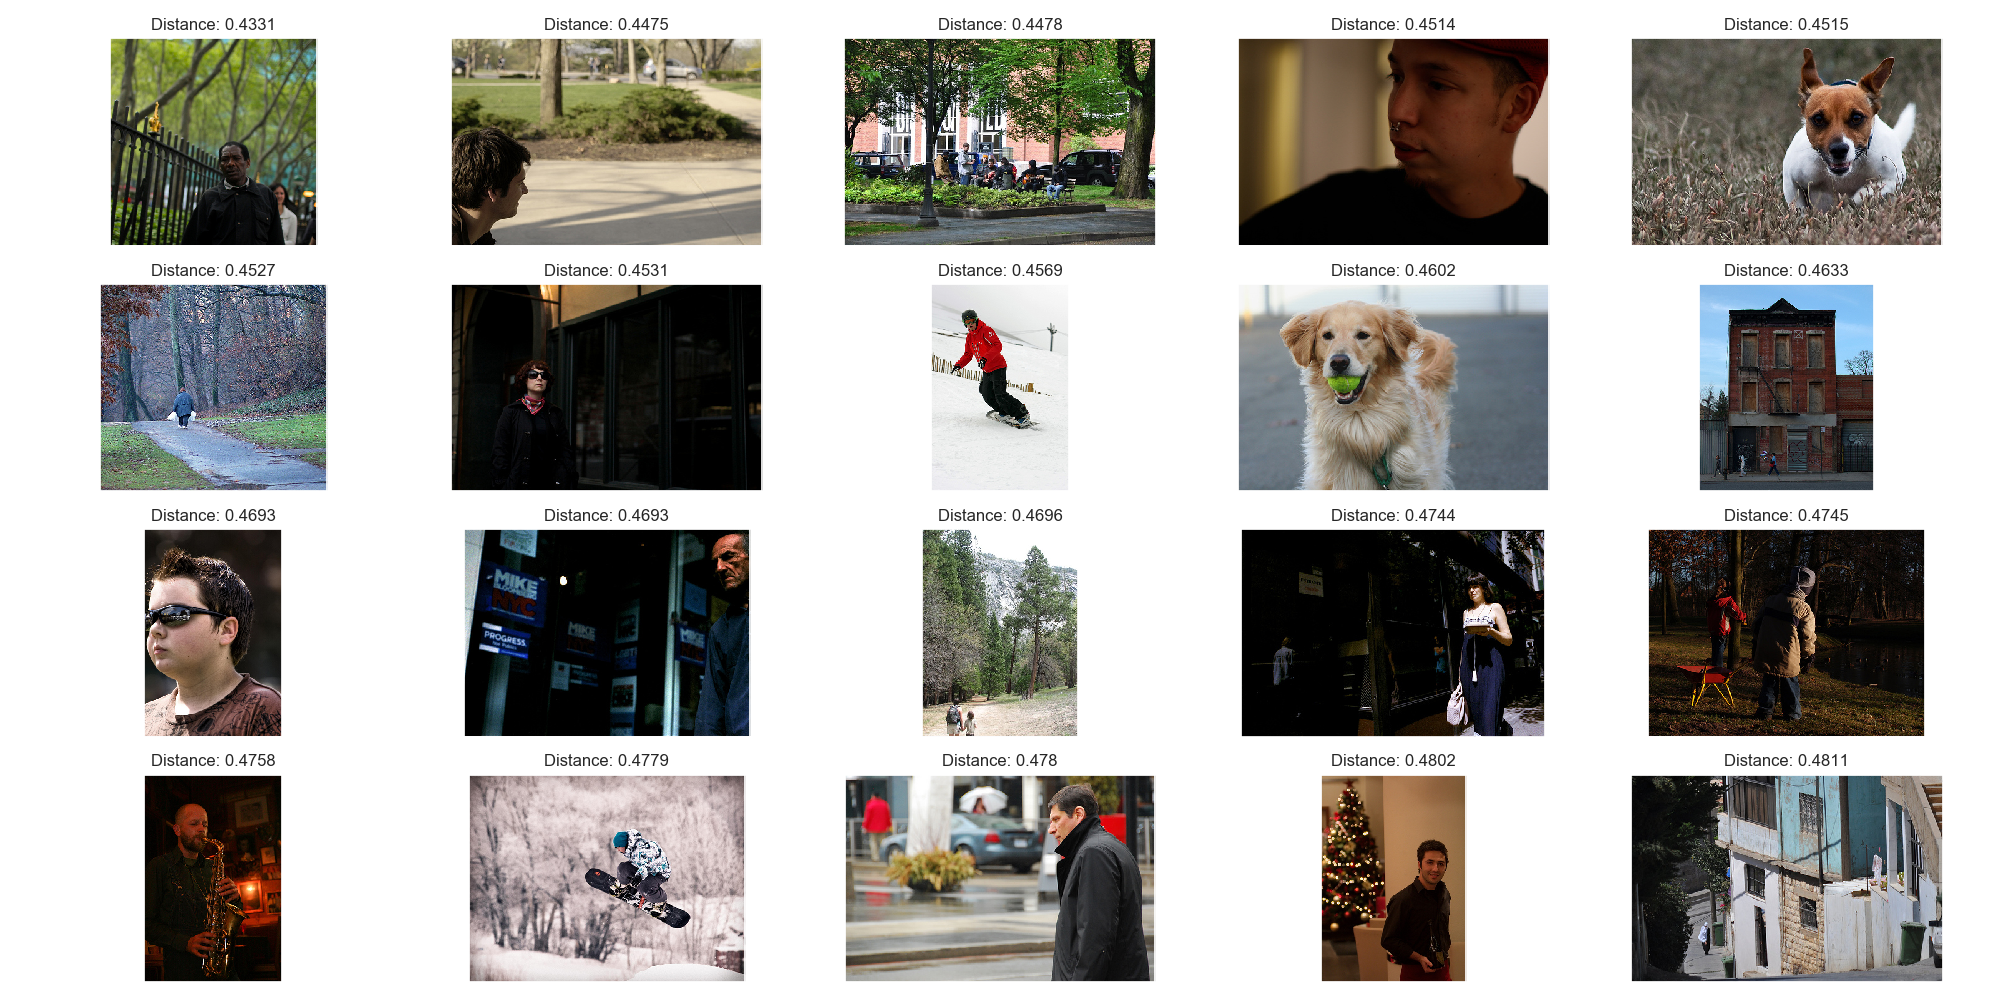 Distance: 0.4331
Distance: 0.4475
Distance: 0.4478
Distance: 0.4514
Distance: 0.4515
Distance: 0.4527
Distance: 0.4531
Distance: 0.4569
Distance: 0.4602
Distance: 0.4633
Distance: 0.4693
Distance: 0.4693
Distance: 0.4696
Distance: 0.4744
Distance: 0.4745
MIKE
NYC
PROGRESS.
MIKE
MIKE
Distance: 0.4758
Distance: 0.4779
Distance: 0.478
Distance: 0.4802
Distance: 0.4811